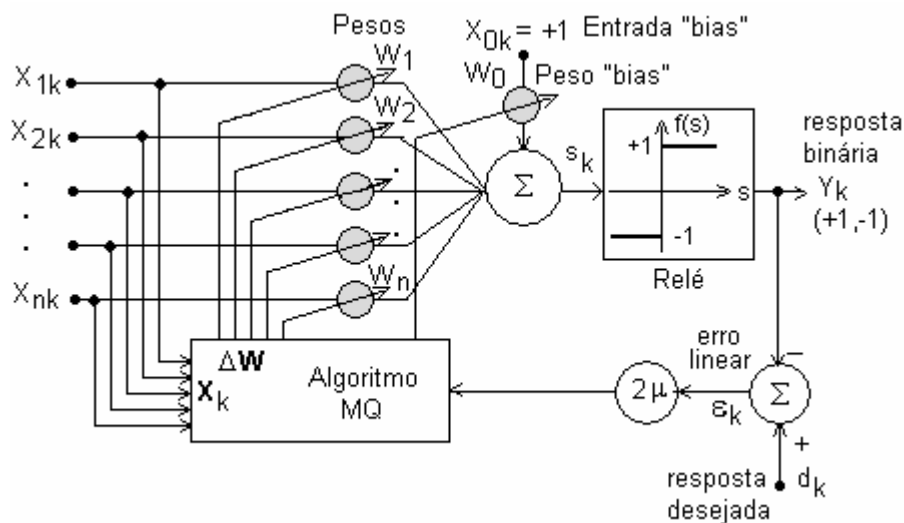 Pesos
X0k = +1 Entrada "bias"
W1
W0
Peso "bias"
X1k
W2
X2k
f(s)
+1
resposta
binária
sk
Σ
s
Yk
(+1,-1)
-1
Wn
Relé
Xnk
ΔW
erro
linear
–
Xk
Algoritmo
MQ
2μ
εk
Σ
+
resposta
desejada
dk